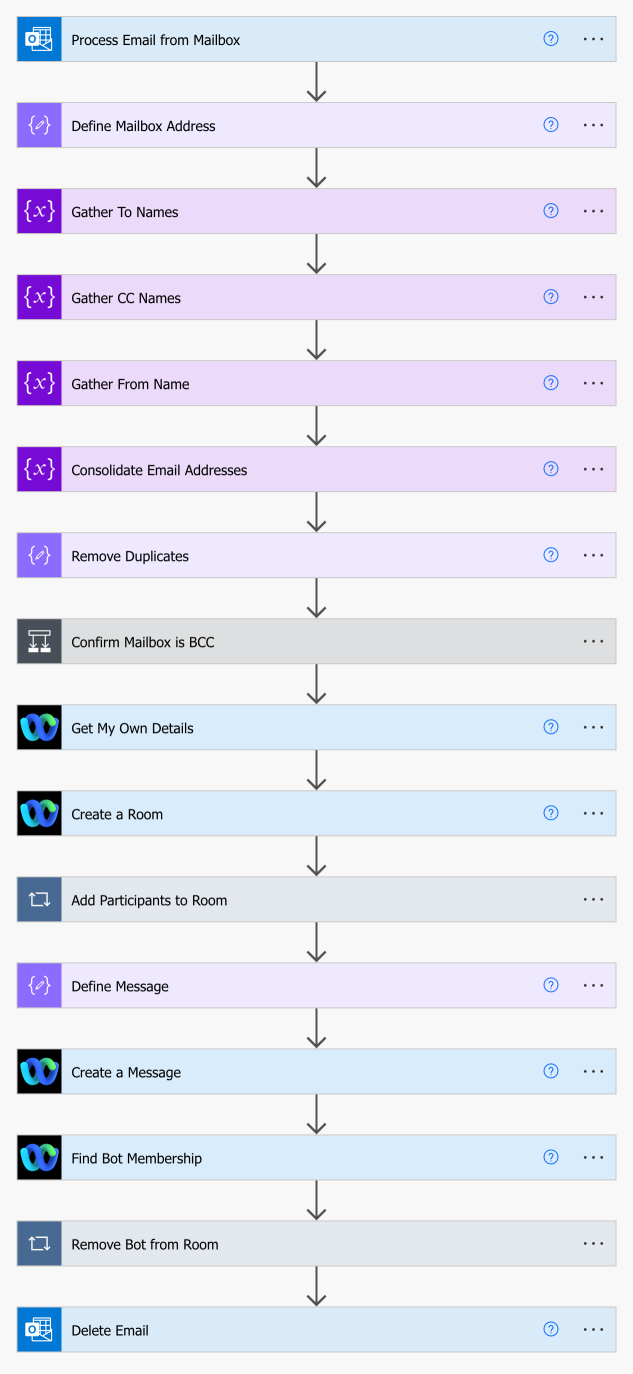 Process Email from Mailbox
Define Mailbox Address
Gather To Names
Gather CC Names
Gather From Name
Consolidate Email Addresses
Remove Duplicates
Confirm Mailbox is BCC
Get My Own Details
Create a Room
Add Participants to Room
Define Message
Create a Message
Find Bot Membership
Remove Bot from Room
Delete Email